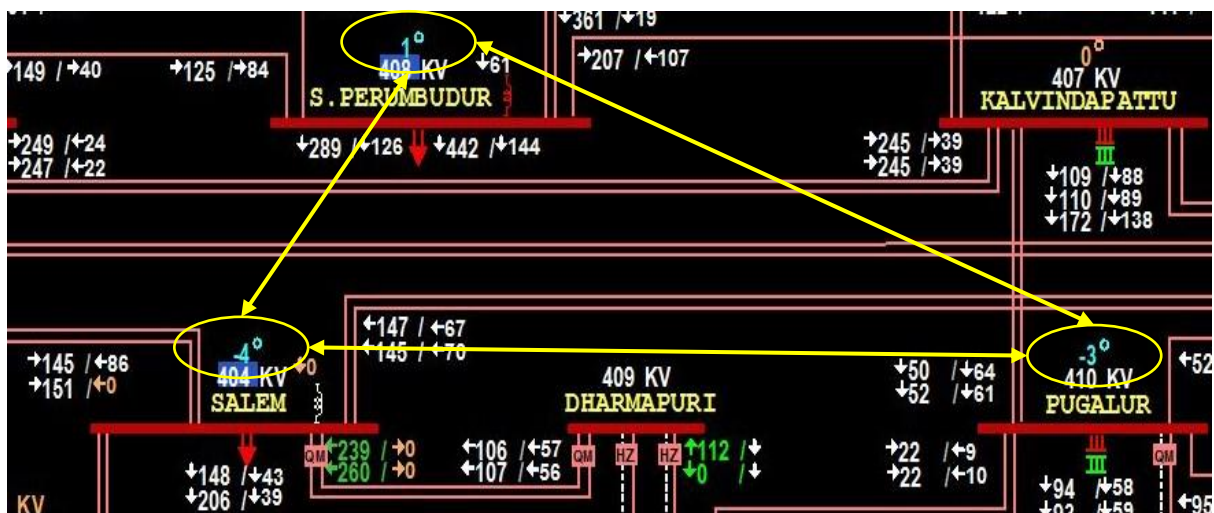 ↓361 / ↓19
1°
408 KV ↓61
→207 / ←107
0°
407 KV
→149 / →40 →125 / →84
S.PERUMBUDUR
KALVINDAPATTU
→249 / ←24
→247 / ←22
↓289 / ↓126 ↓442 / ↓144
→245 / →39
→245 / →39
III
↓109 / ↓88
↓110 / ↓89
↓172 / ↓138
←147 / ←67
←145 / ←70
-4°
404 KV ←0
→145 / ←86
→151 / ←0
SALEM
409 KV
DHARMAPURI
↓50 / ↓64
↓52 / ↓61
-3°
410 KV
PUGALUR
←52
QM
←239 / →0
←260 / →0
←106 / ←57
←107 / ←56
QM HZ HZ
↑112 / ↓
↓0 / ↓
→22 / ←9
→22 / ←10
III
QM
↓148 / ↓43
↓206 / ↓39
↓94 / ↓58
↓92 / ↓59
←95
KV